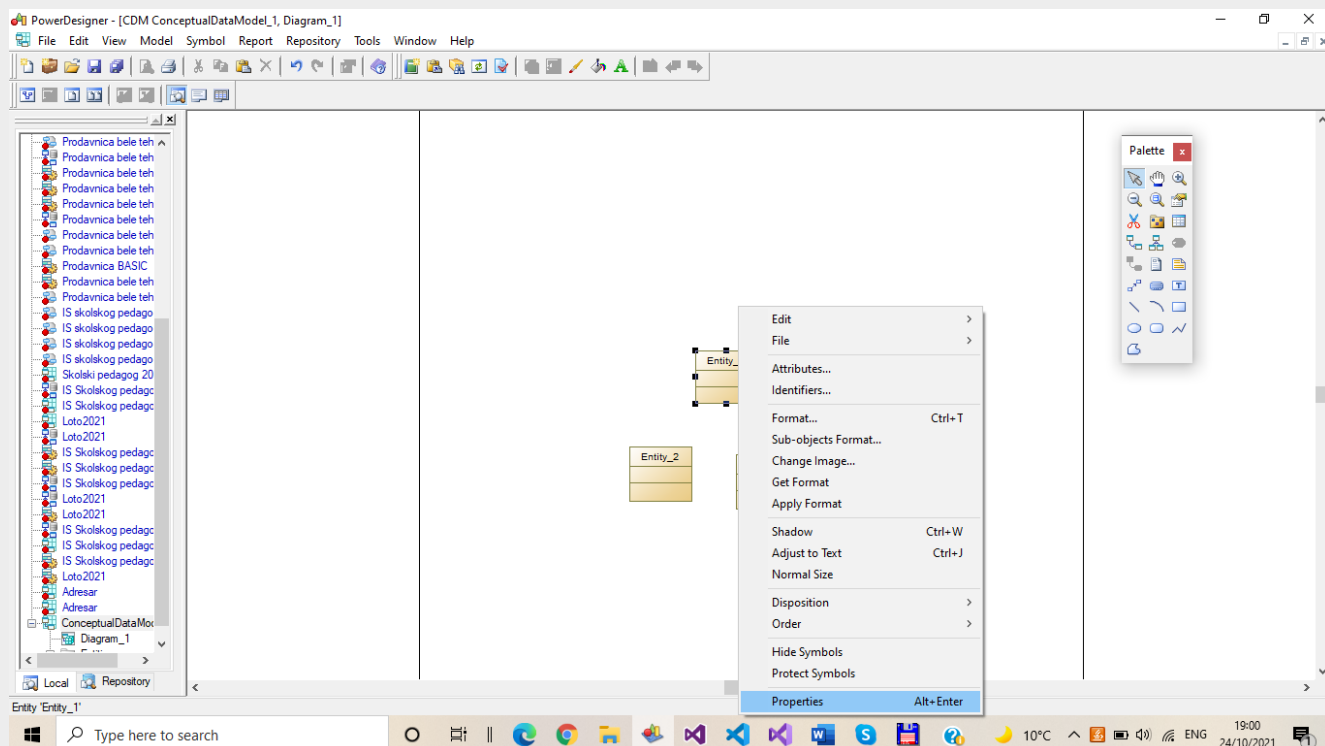 PowerDesigner - [CDM ConceptualDataModel_1, Diagram_1]
File Edit View Model Symbol Report Repository Tools Window Help
Prodavnica bele teh
Prodavnica bele teh
Prodavnica bele teh
Prodavnica bele teh
Prodavnica bele teh
Prodavnica bele teh
Prodavnica bele teh
Prodavnica bele teh
Prodavnica BASIC
Prodavnica bele teh
Prodavnica bele teh
IS skolskog pedago
IS skolskog pedago
IS skolskog pedago
IS skolskog pedago
Skolski pedagog 20
IS Skolskog pedagc
IS Skolskog pedagc
Loto2021
Loto2021
IS Skolskog pedagc
IS Skolskog pedagc
IS Skolskog pedagc
Loto2021
Loto2021
IS Skolskog pedagc
IS Skolskog pedagc
IS Skolskog pedagc
Loto2021
Adresar
Adresar
ConceptualDataMoc
Diagram_1
Local Repository
Entity_
Entity_2
Edit
File
Attributes...
Identifiers...
Format... Ctrl+T
Sub-objects Format...
Change Image...
Get Format
Apply Format
Shadow Ctrl+W
Adjust to Text Ctrl+J
Normal Size
Disposition
Order
Hide Symbols
Protect Symbols
Properties Alt+Enter
Palette
Entity 'Entity_1'
Type here to search
10°C
ENG
19:00
24/10/2021